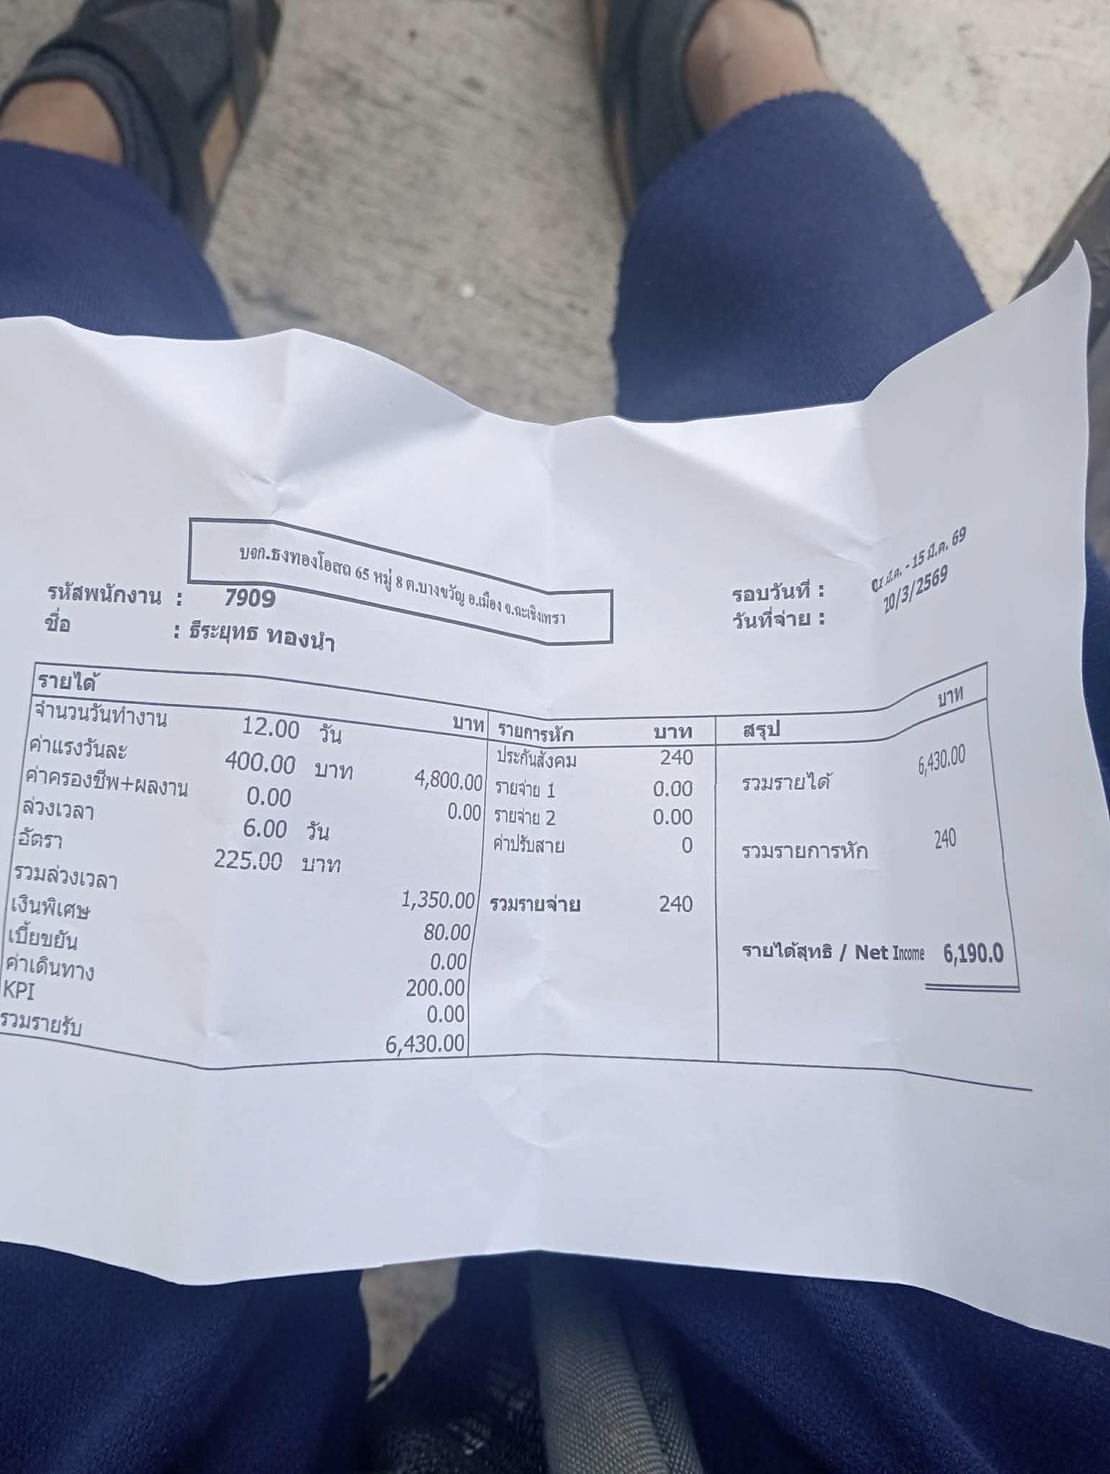 บจก.ธงทองโอสถ 65 หมู่ 8 ต.บางขวัญ อ.เมือง จ.ฉะเชิงเทรา
รหัสพนักงาน : 7909
ชื่อ : ธีระยุทธ ทองนำ
รอบวันที่ : 01 มี.ค. - 15 มี.ค. 69
วันที่จ่าย : 20/3/2569
รายได้ บาท รายการหัก บาท สรุป บาท
จำนวนวันทำงาน 12.00 วัน ประกันสังคม 240
ค่าแรงวันละ 400.00 บาท 4,800.00 รายจ่าย 1 0.00 รวมรายได้ 6,430.00
ค่าครองชีพ+ผลงาน 0.00 0.00 รายจ่าย 2 0.00
ล่วงเวลา 6.00 วัน ค่าปรับสาย 0 รวมรายการหัก 240
อัตรา 225.00 บาท
รวมล่วงเวลา 1,350.00 รวมรายจ่าย 240
เงินพิเศษ 80.00
เบี้ยขยัน 0.00 รายได้สุทธิ / Net Income 6,190.0
ค่าเดินทาง 200.00
KPI 0.00
รวมรายรับ 6,430.00